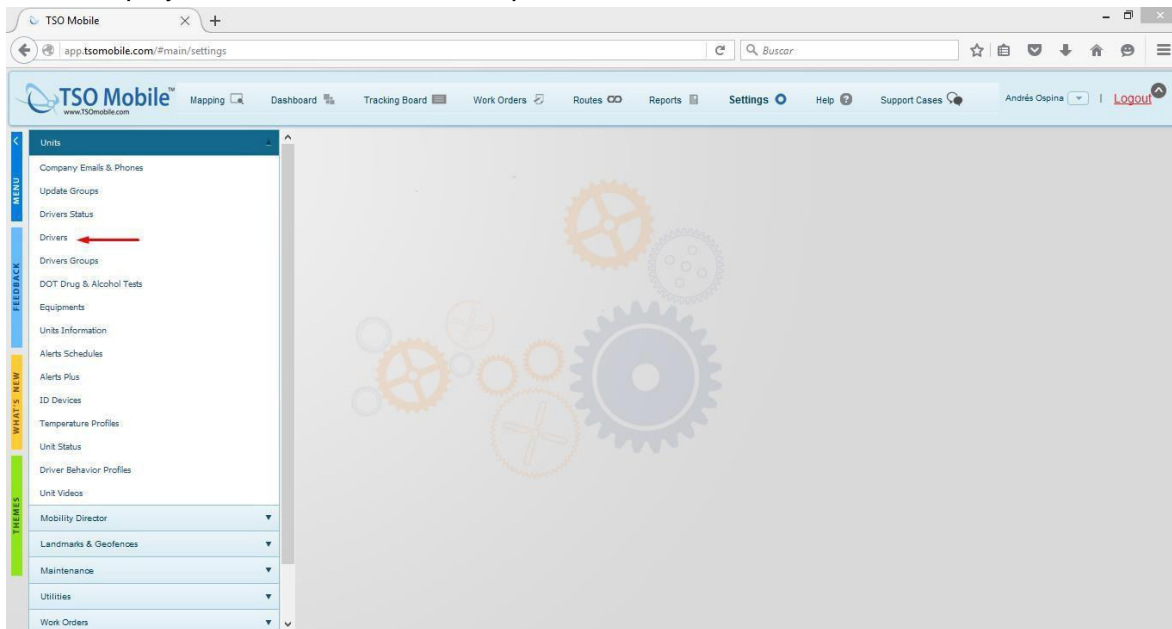 TSO Mobile
app.tsomobile.com/#main/settings
Buscar
TSO Mobile™
www.TSOmobile.com
Mapping
Dashboard
Tracking Board
Work Orders
Routes
Reports
Settings
Help
Support Cases
Andrés Ospina
|
Logout
MENU
FEEDBACK
WHAT'S NEW
THEMES
Units
Company Emails & Phones
Update Groups
Drivers Status
Drivers
Drivers Groups
DOT Drug & Alcohol Tests
Equipments
Units Information
Alerts Schedules
Alerts Plus
ID Devices
Temperature Profiles
Unit Status
Driver Behavior Profiles
Unit Videos
Mobility Director
Landmarks & Geofences
Maintenance
Utilities
Work Orders